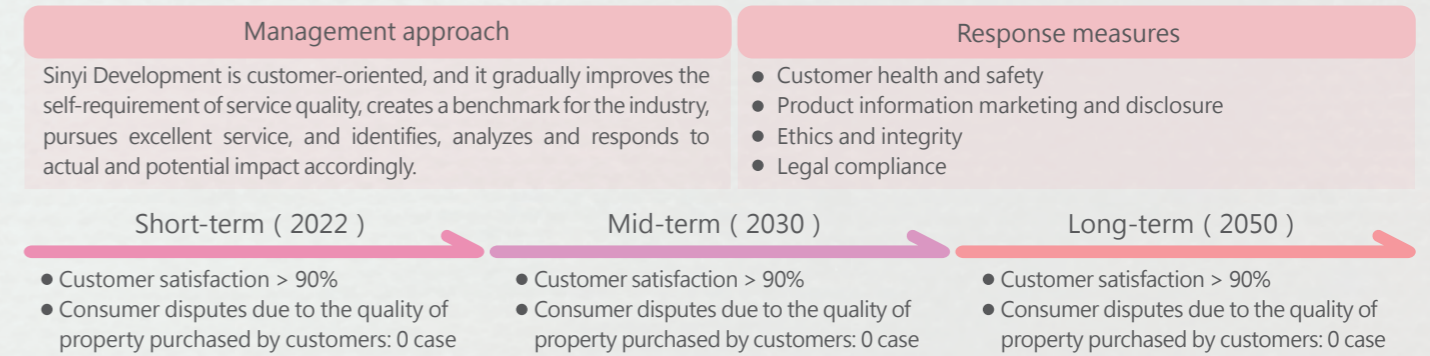 Management approach
Sinyi Development is customer-oriented, and it gradually improves the
self-requirement of service quality, creates a benchmark for the industry,
pursues excellent service, and identifies, analyzes and responds to
actual and potential impact accordingly.
Response measures
● Customer health and safety
● Product information marketing and disclosure
● Ethics and integrity
● Legal compliance
Short-term ( 2022 )
● Customer satisfaction > 90%
● Consumer disputes due to the quality of
property purchased by customers: 0 case
Mid-term ( 2030 )
● Customer satisfaction > 90%
● Consumer disputes due to the quality of
property purchased by customers: 0 case
Long-term ( 2050 )
● Customer satisfaction > 90%
● Consumer disputes due to the quality of
property purchased by customers: 0 case